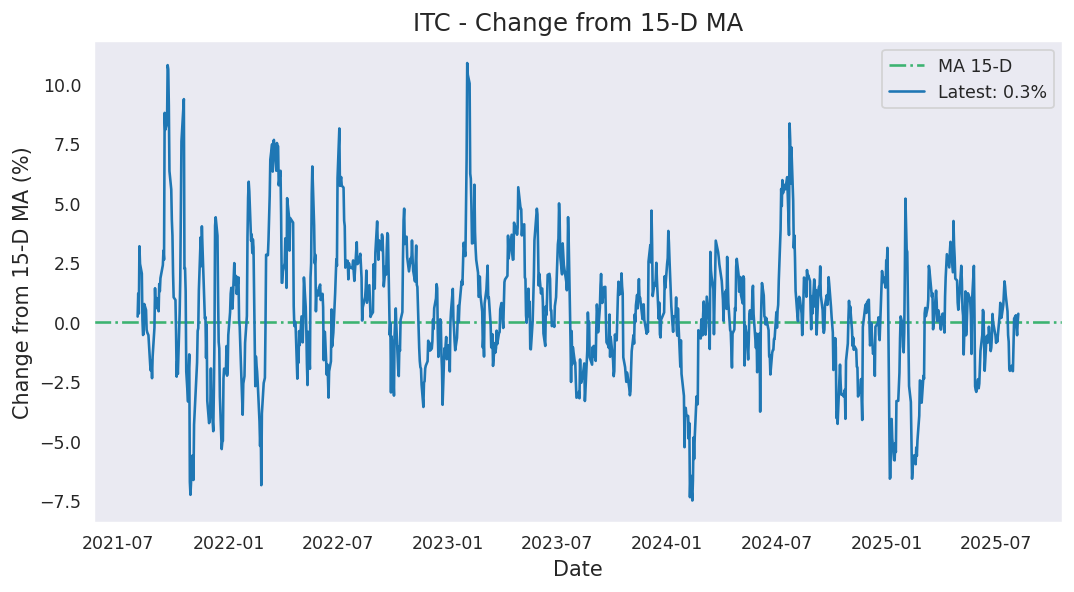 ITC - Change from 15-D MA
MA 15-D
Latest: 0.3%
Change from 15-D MA (%)
10.0
7.5
5.0
2.5
0.0
−2.5
−5.0
−7.5
2021-07 2022-01 2022-07 2023-01 2023-07 2024-01 2024-07 2025-01 2025-07
Date